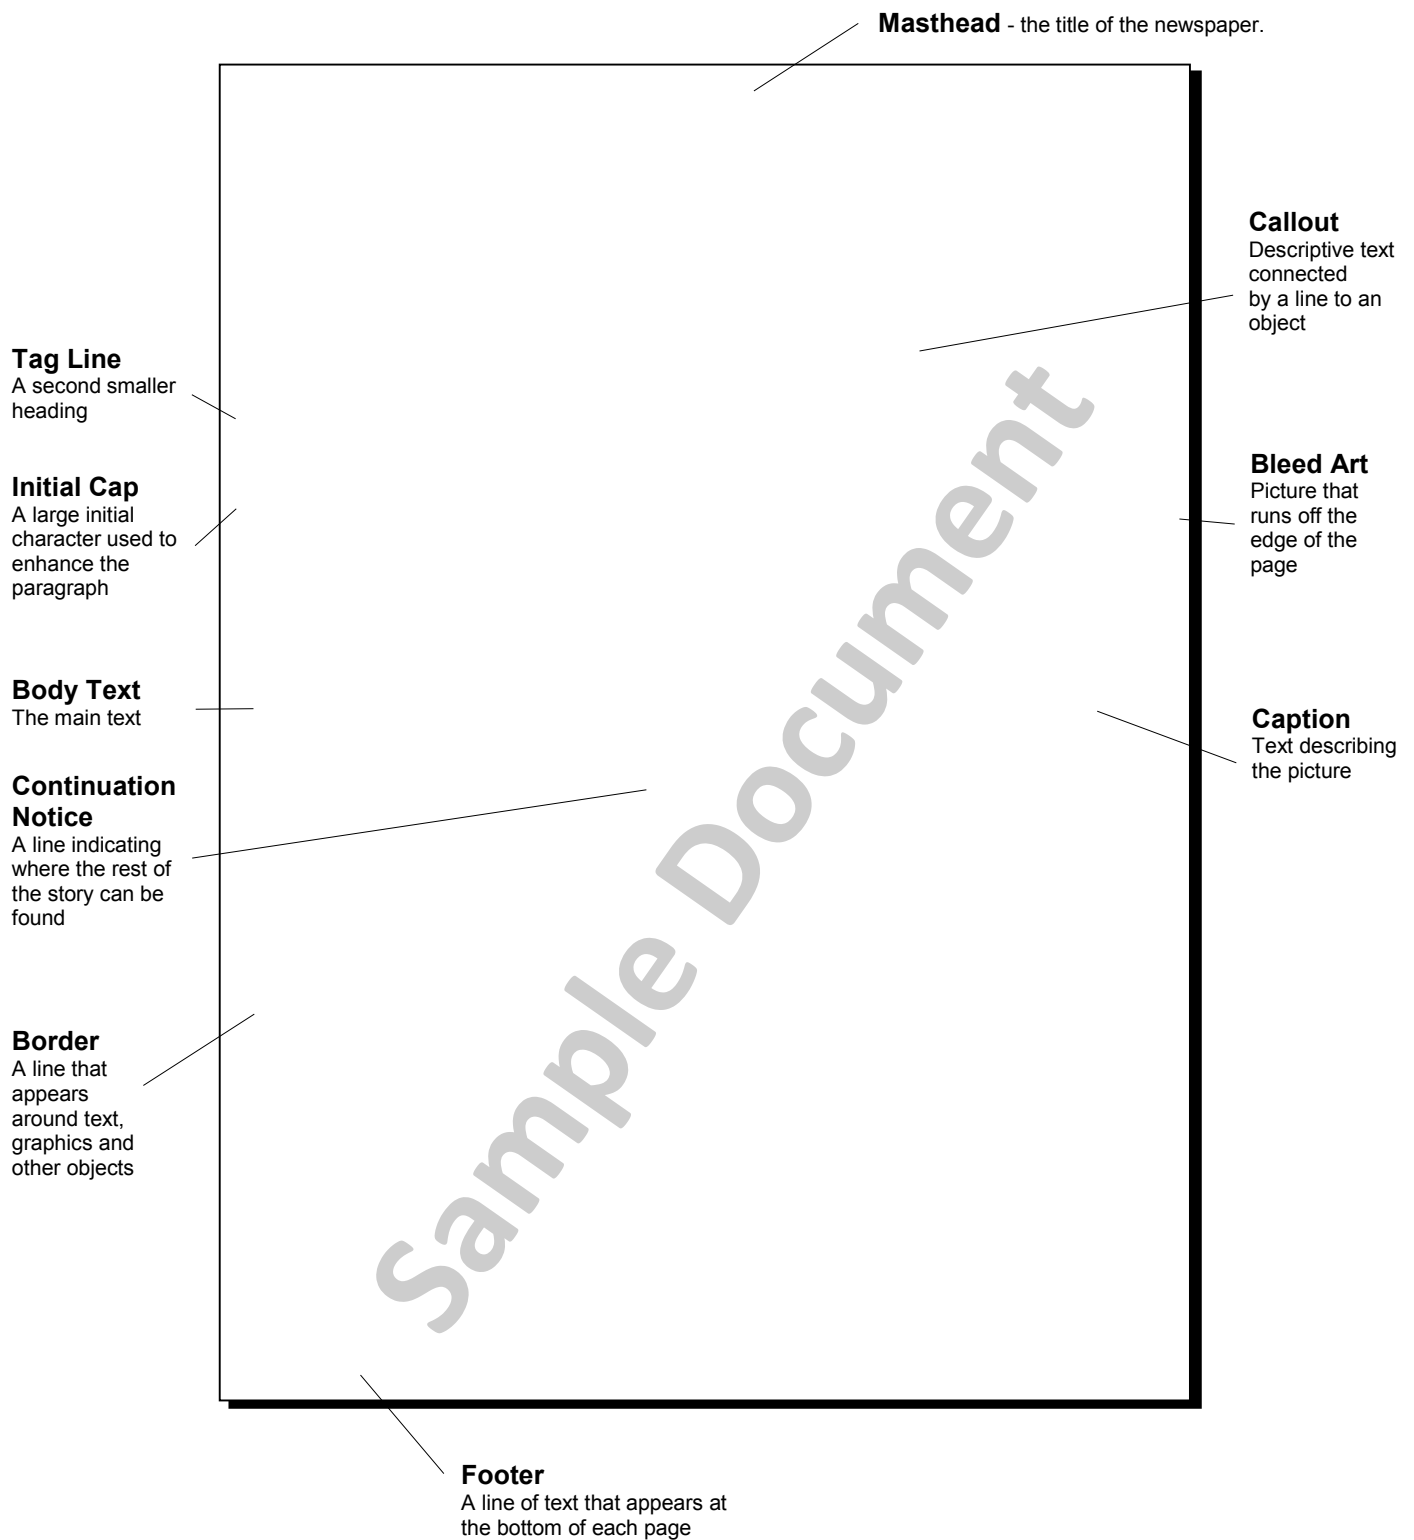 Masthead - the title of the newspaper.
Callout
Descriptive text
connected
by a line to an
object
Tag Line
A second smaller
heading
Bleed Art
Picture that
runs off the
edge of the
page
Initial Cap
A large initial
character used to
enhance the
paragraph
Body Text
The main text
Caption
Text describing
the picture
Continuation
Notice
A line indicating
where the rest of
the story can be
found
Border
A line that
appears
around text,
graphics and
other objects
Sample Document
Footer
A line of text that appears at
the bottom of each page